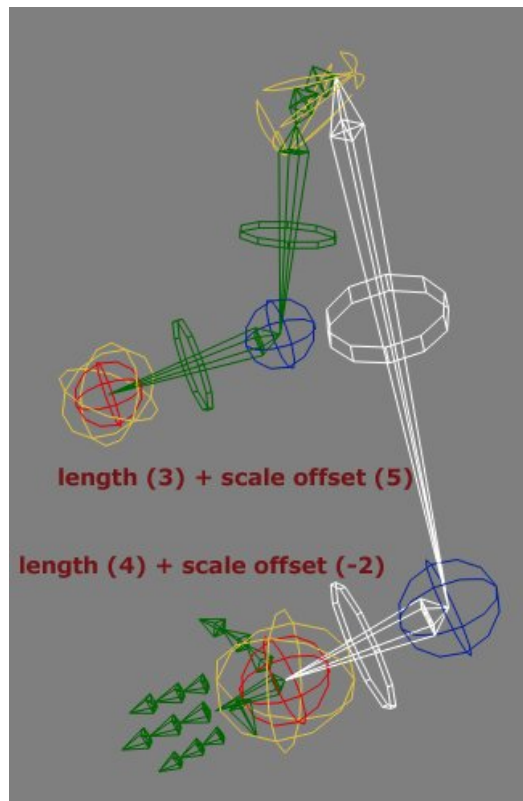 length (3) + scale offset (5)
length (4) + scale offset (-2)